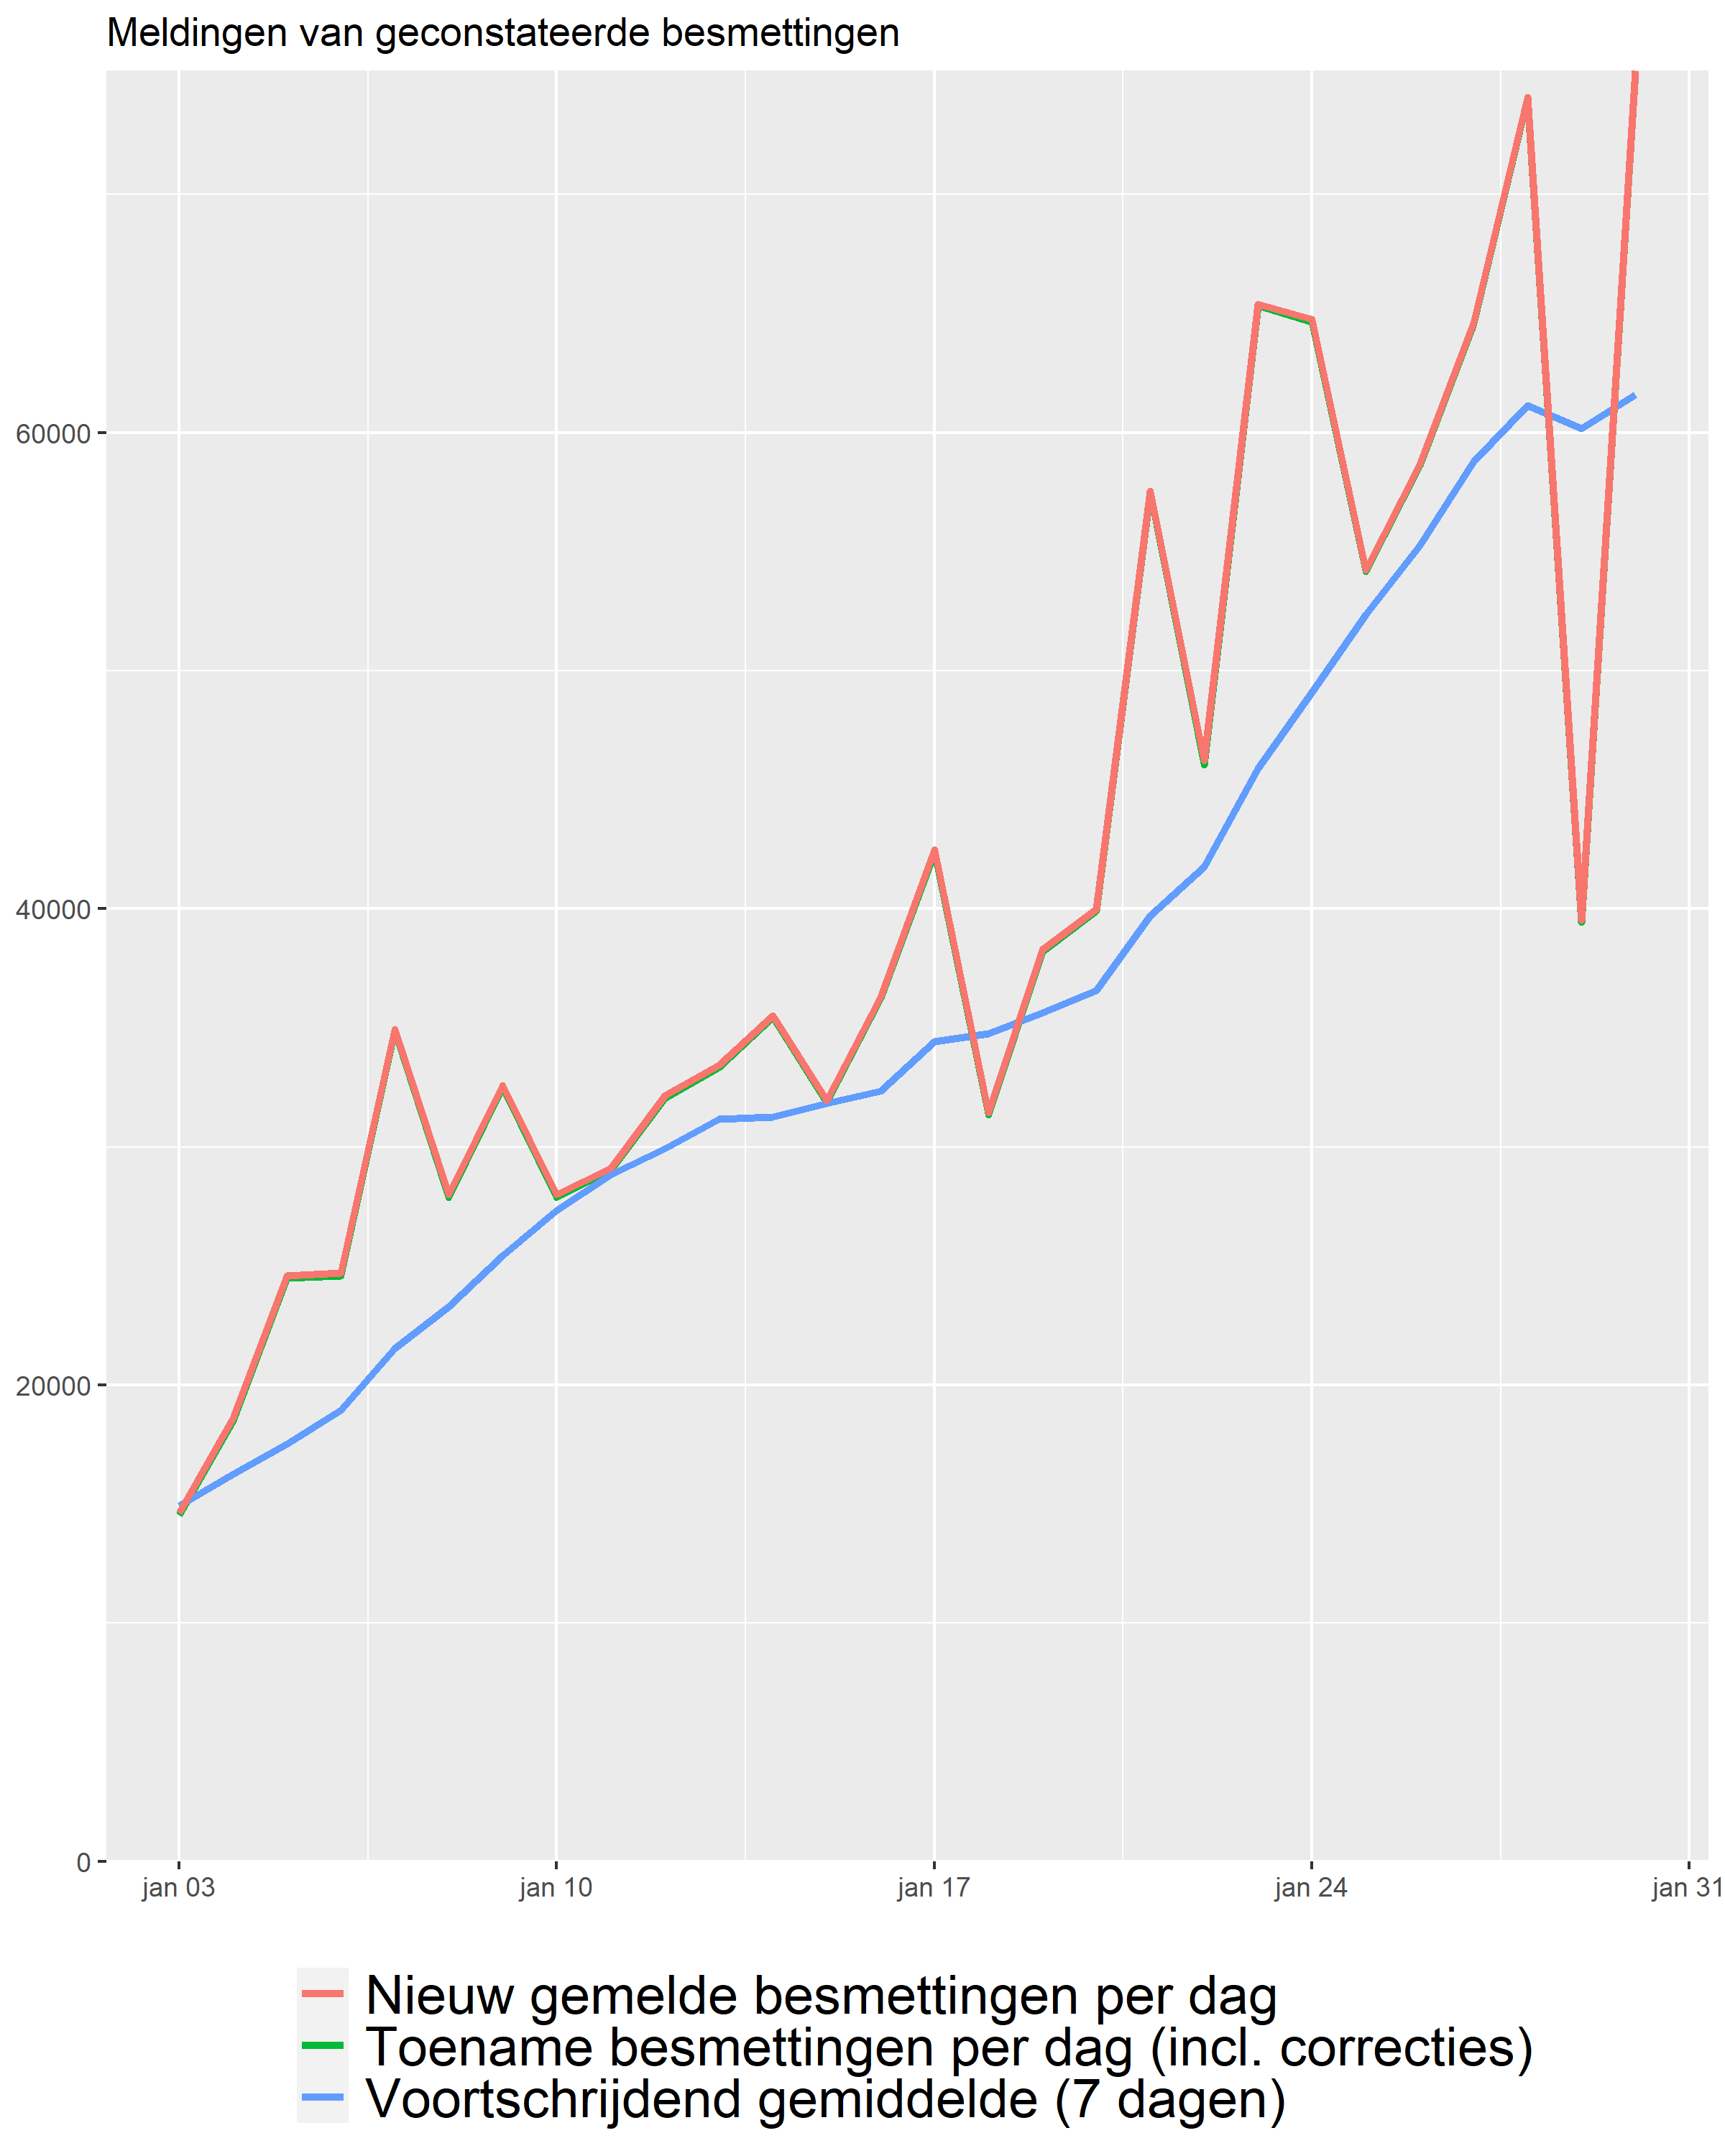 Meldingen van geconstateerde besmettingen
60000
40000
20000
0
jan 03 jan 10 jan 17 jan 24 jan 31
Nieuw gemelde besmettingen per dag
Toename besmettingen per dag (incl. correcties)
Voortschrijdend gemiddelde (7 dagen)